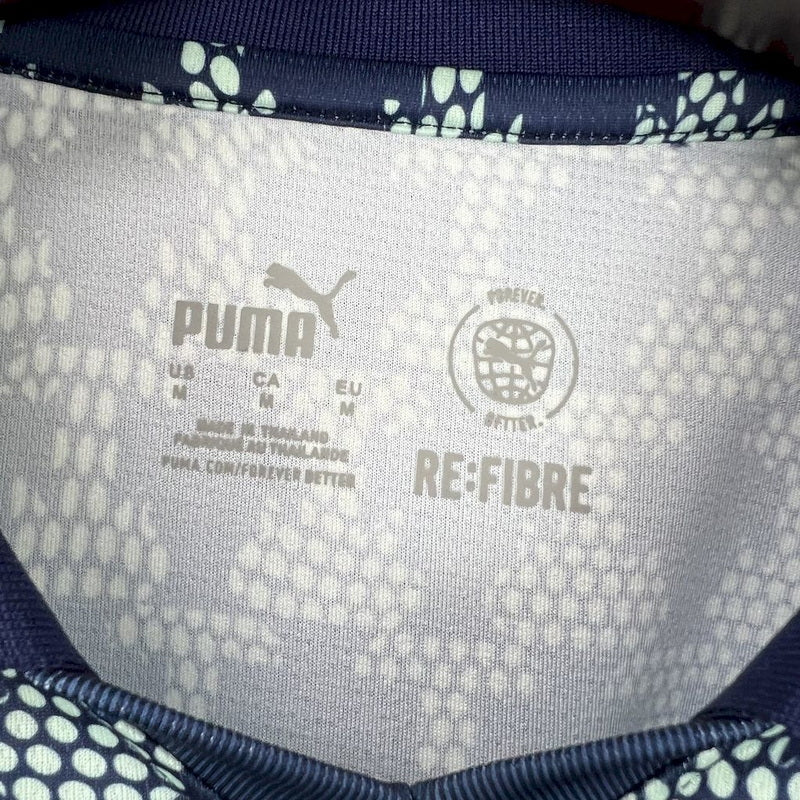 PUMA
US CA EU
M M M
MADE IN THAILAND
FABRIQUÉ EN THAÏLANDE
PUMA.COM/FOREVER BETTER
FOREVER.
BETTER.
RE:FIBRE